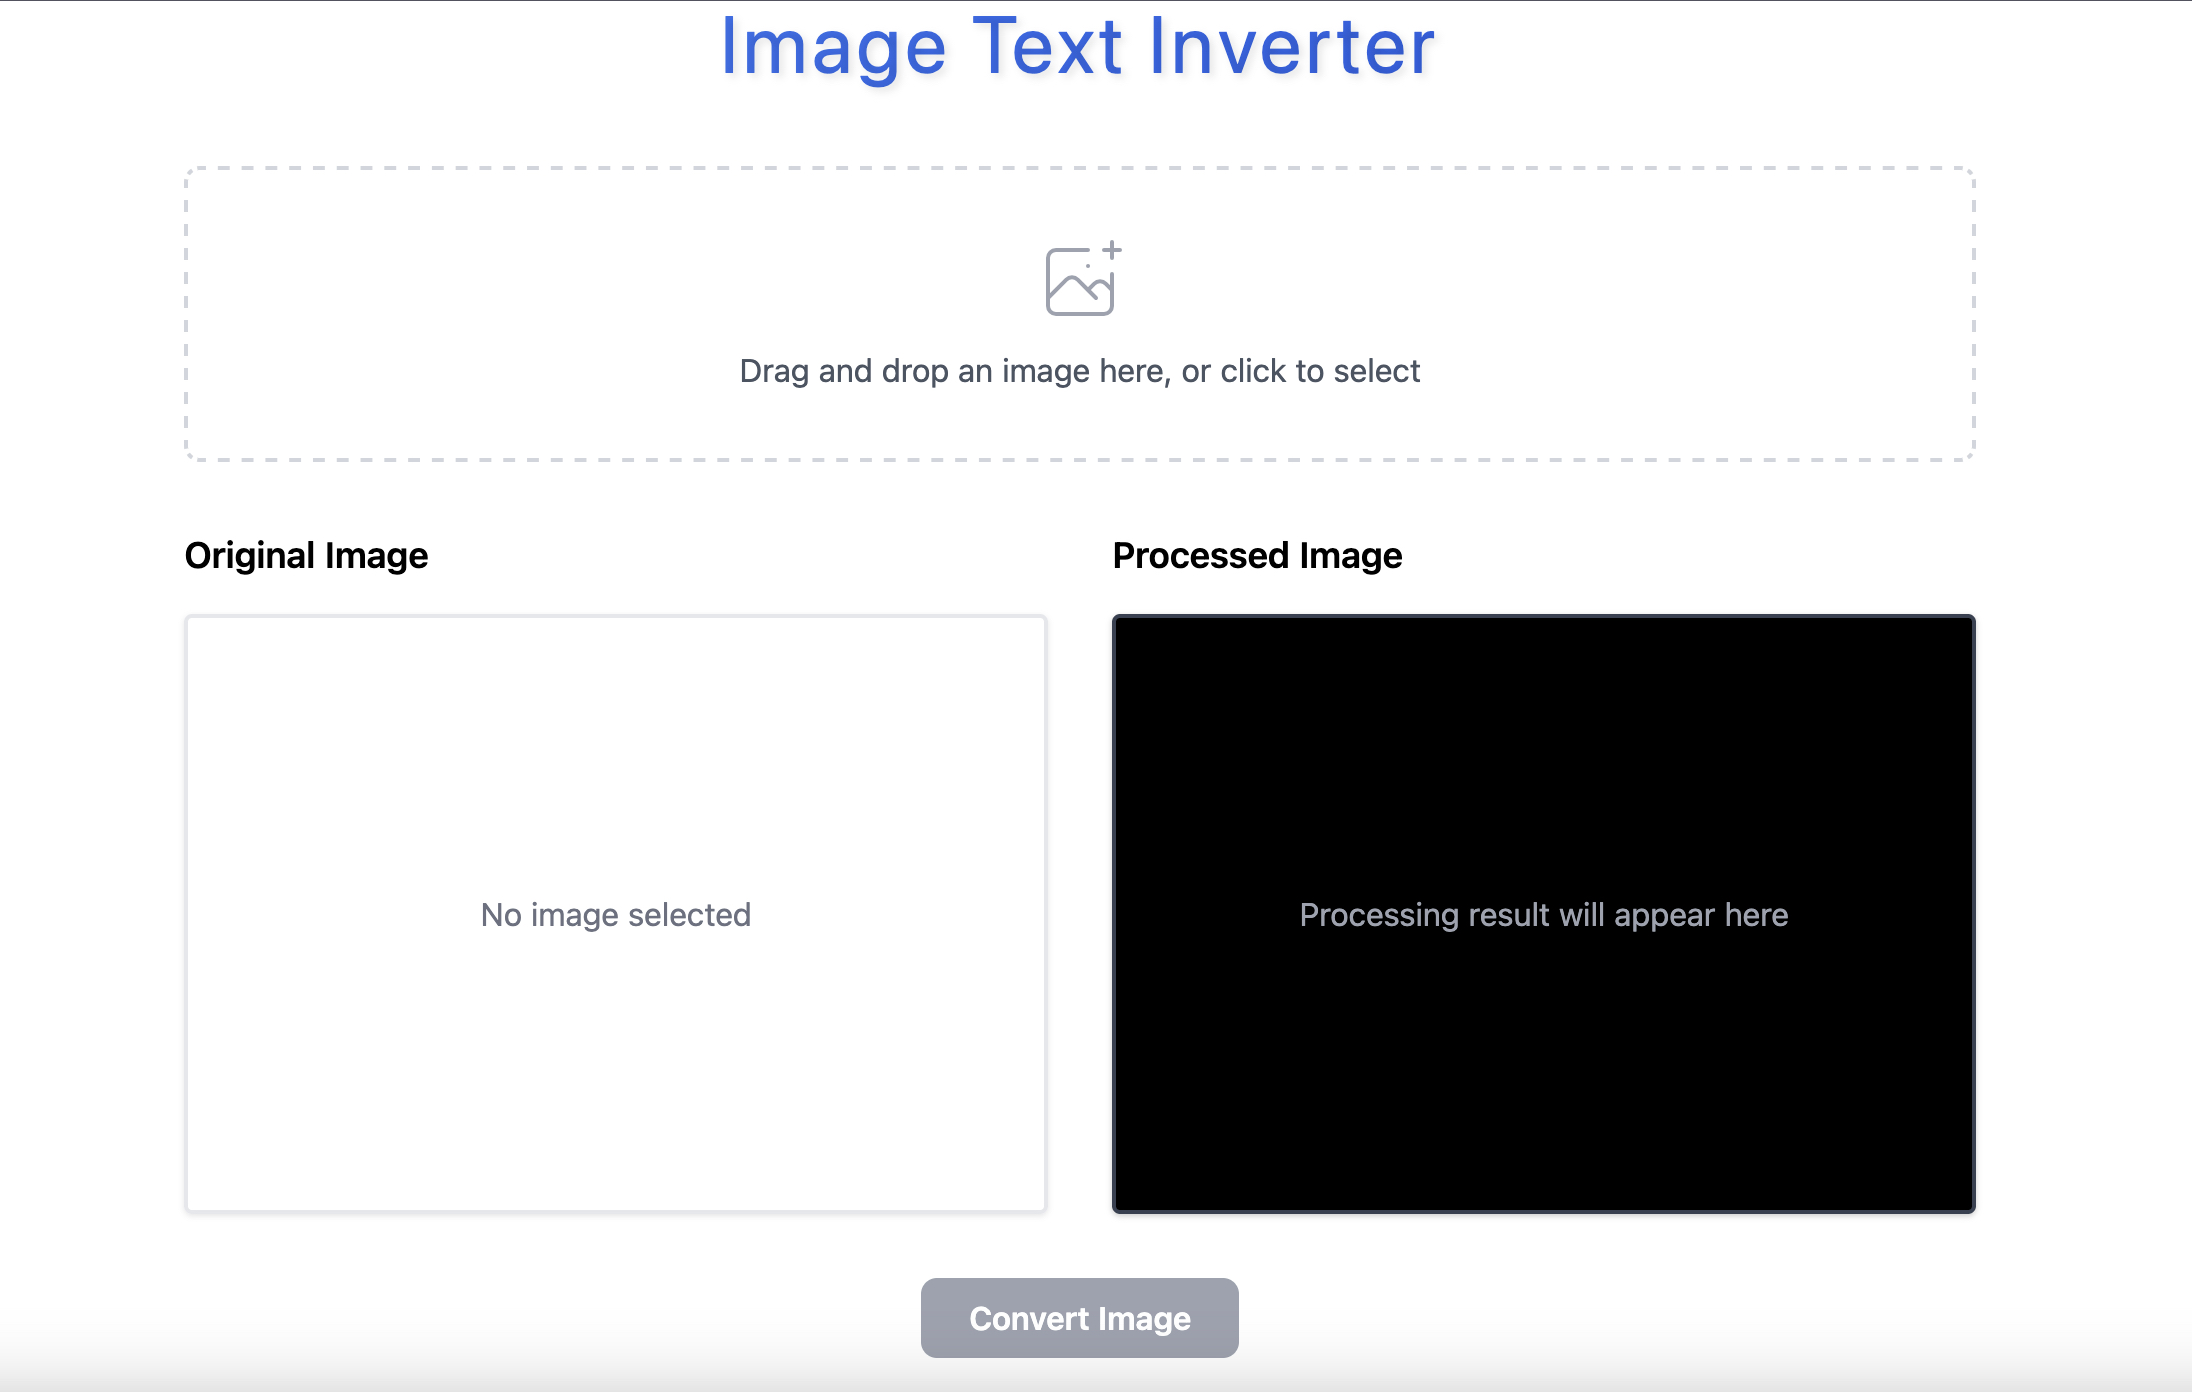 Image Text Inverter
Drag and drop an image here, or click to select
Original Image
Processed Image
No image selected
Processing result will appear here
Convert Image